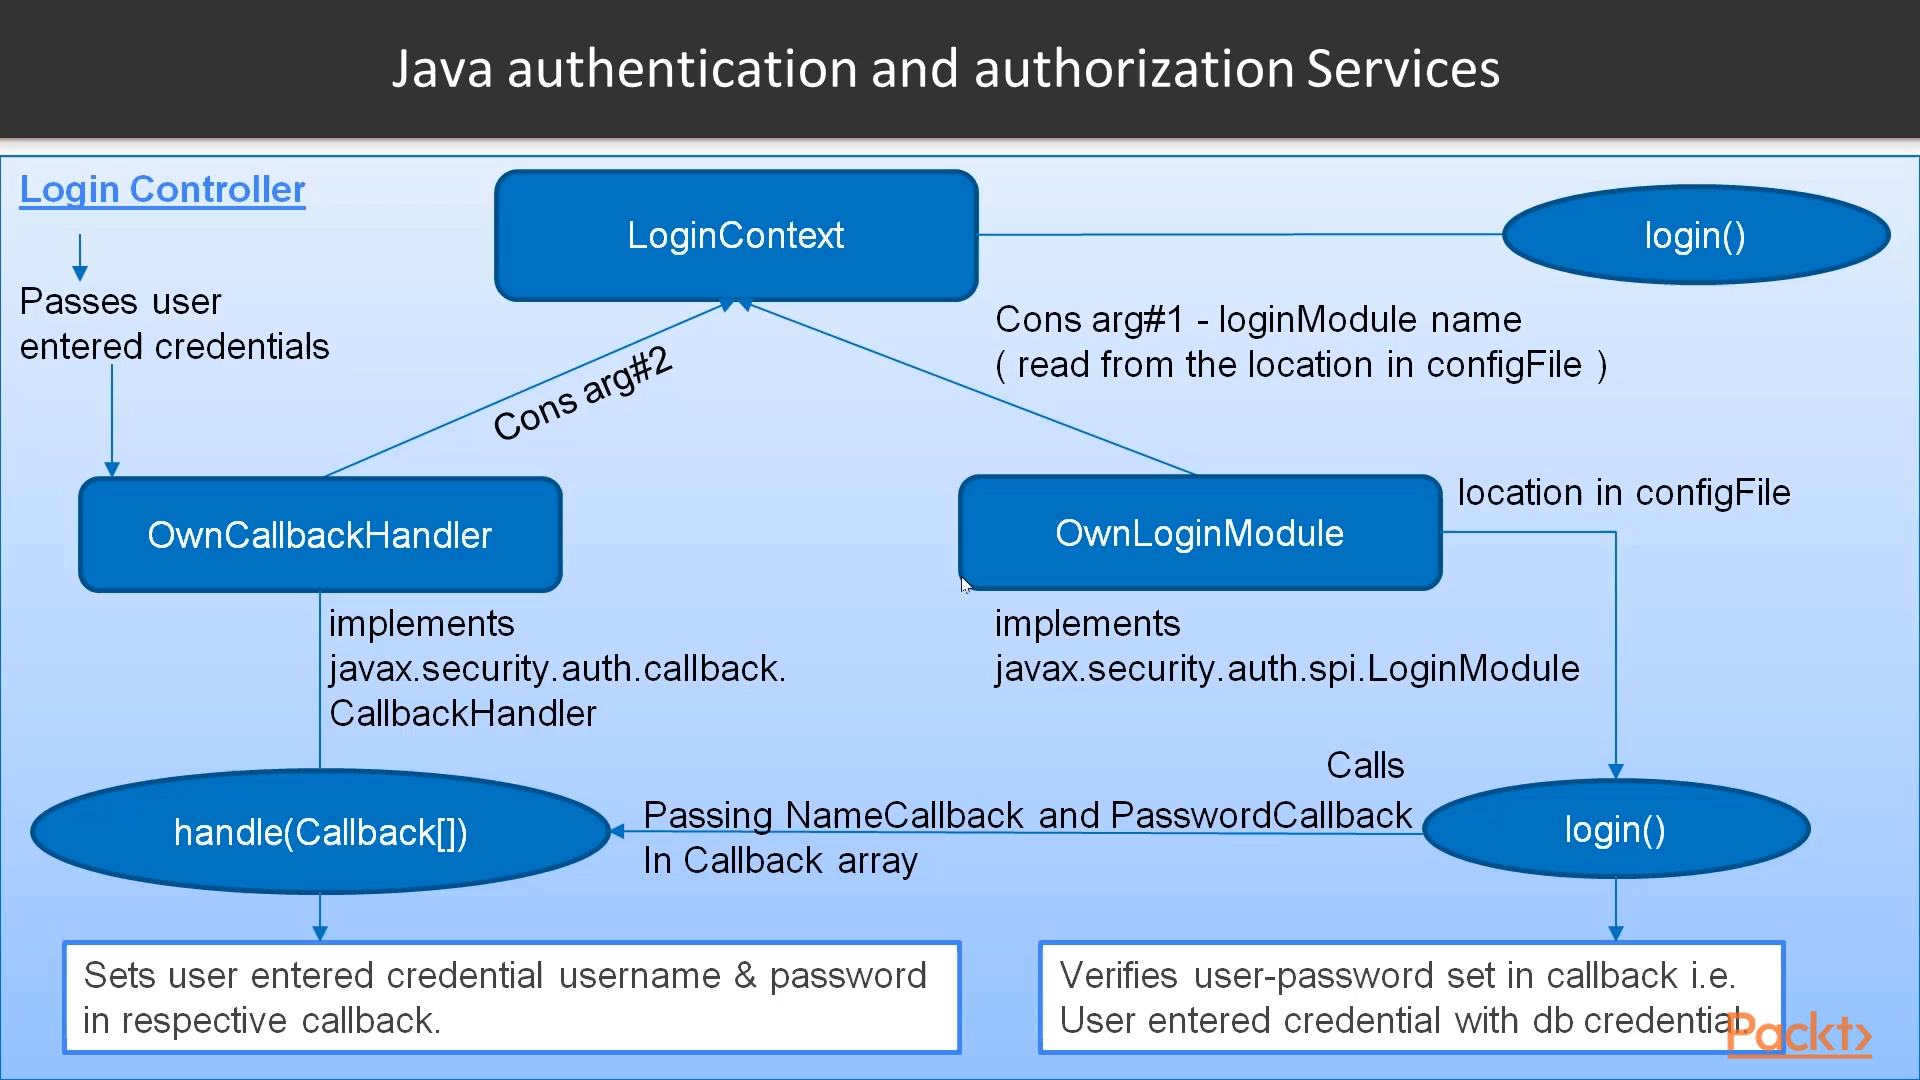 Java authentication and authorization Services
Login Controller
LoginContext
login()
Passes user
entered credentials
Cons arg#1 - loginModule name
( read from the location in configFile )
Cons arg#2
OwnCallbackHandler
OwnLoginModule
location in configFile
implements
javax.security.auth.callback.
CallbackHandler
implements
javax.security.auth.spi.LoginModule
Calls
Passing NameCallback and PasswordCallback
In Callback array
handle(Callback[])
login()
Sets user entered credential username & password
in respective callback.
Verifies user-password set in callback i.e.
User entered credential with db credential
Packt>